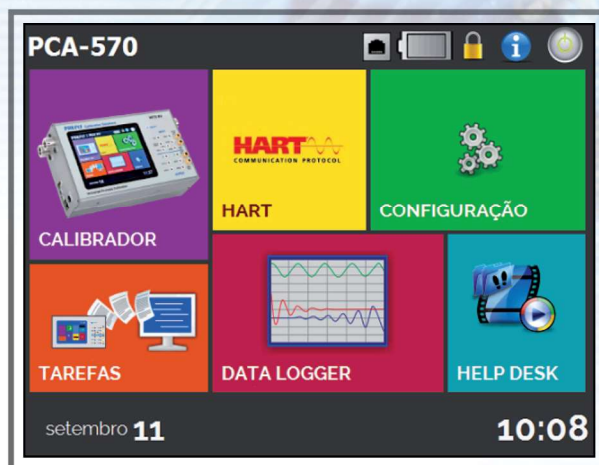 PCA-570
HART
COMMUNICATION PROTOCOL
CALIBRADOR
HART
CONFIGURAÇÃO
TAREFAS
DATA LOGGER
HELP DESK
setembro 11
10:08